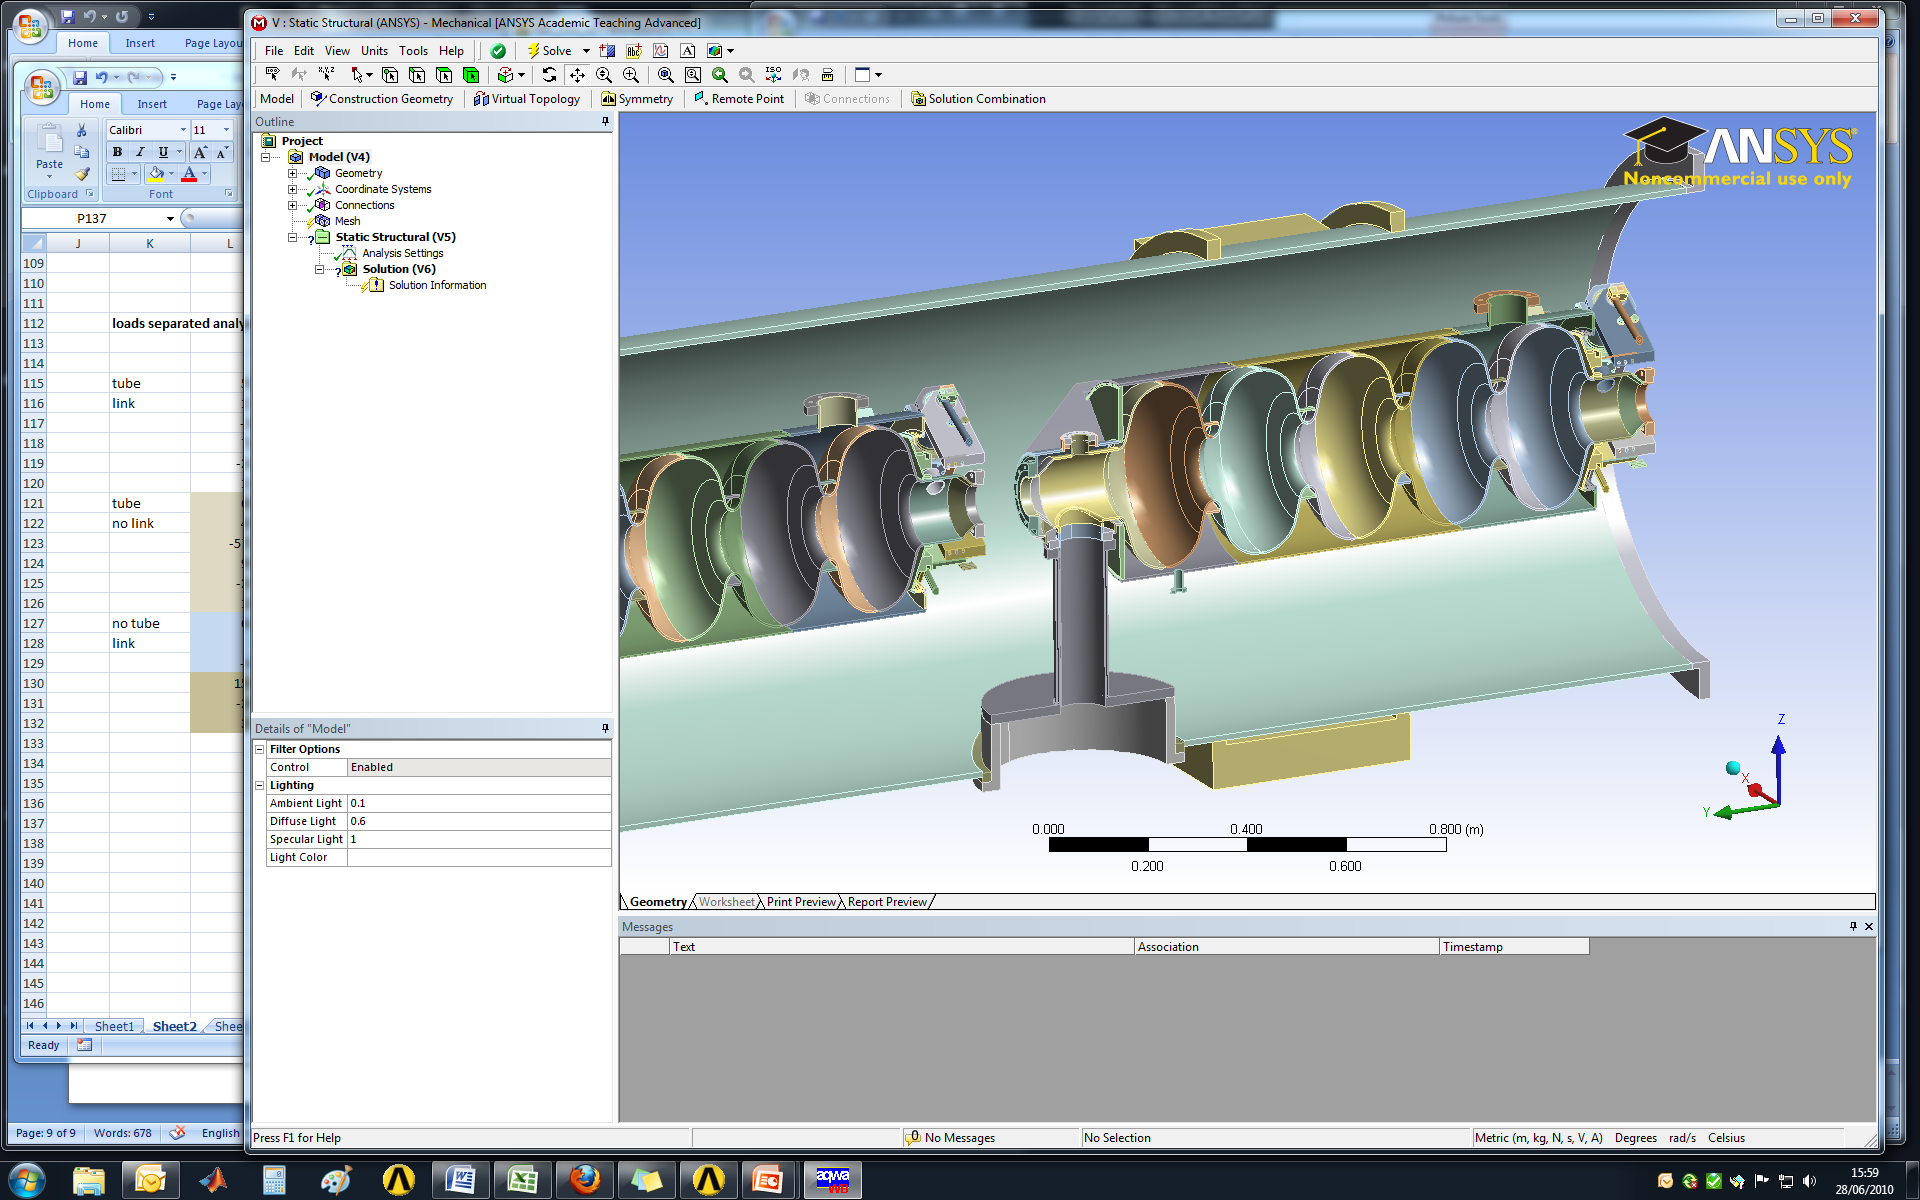 V : Static Structural (ANSYS) - Mechanical [ANSYS Academic Teaching Advanced]
File Edit View Units Tools Help Solve
Model Construction Geometry Virtual Topology Symmetry Remote Point Connections Solution Combination
Outline
Project
Model (V4)
Geometry
Coordinate Systems
Connections
Mesh
Static Structural (V5)
Analysis Settings
Solution (V6)
Solution Information
Details of "Model"
Filter Options
Control Enabled
Lighting
Ambient Light 0.1
Diffuse Light 0.6
Specular Light 1
Light Color
ANSYS
Noncommercial use only
Z
X
Y
0.000 0.400 0.800 (m)
0.200 0.600
Geometry Worksheet Print Preview Report Preview
Messages
Text Association Timestamp
Press F1 for Help
No Messages
No Selection
Metric (m, kg, N, s, V, A) Degrees rad/s Celsius
Home Insert Page Layou
Home Insert Page Lay
Paste
Calibri 11
B I U A A
A
Clipboard Font
P137
J K L
109
110
111
112 loads separated analy
113
114
115 tube
116 link
117
118
119
120
121 tube
122 no link
123
124
125
126
127 no tube
128 link
129
130
131
132
133
134
135
136
137
138
139
140
141
142
143
144
145
146
Sheet1 Sheet2 Shee
Ready
Page: 9 of 9 Words: 678 English
aqwa
WB
15:59
28/06/2010